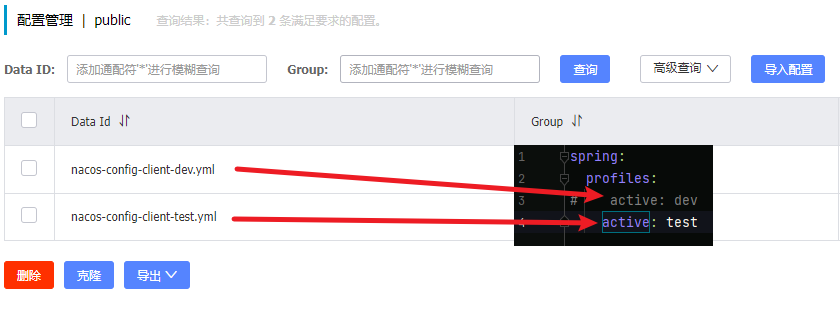 配置管理 | public 查询结果：共查询到 2 条满足要求的配置。
Data ID: 添加通配符'*'进行模糊查询 Group: 添加通配符'*'进行模糊查询 查询 高级查询 导入配置
Data Id Group
nacos-config-client-dev.yml
nacos-config-client-test.yml
1 spring:
2 profiles:
3 # active: dev
4 active: test
删除 克隆 导出